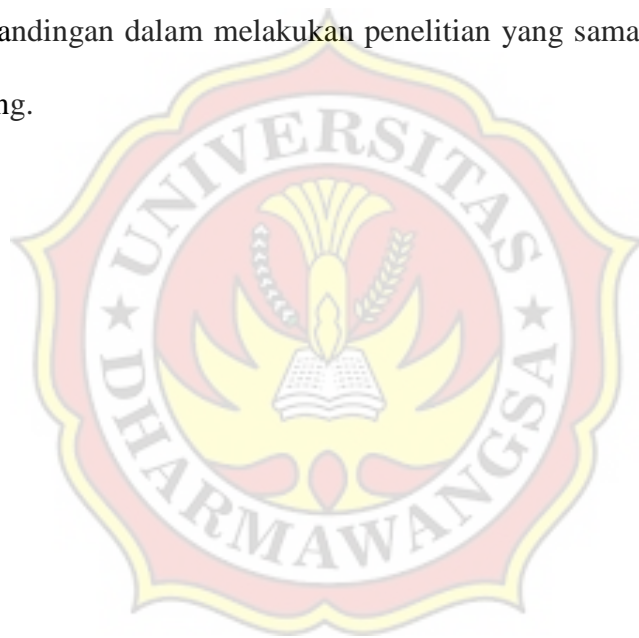 andingan dalam melakukan penelitian yang sama
ng.
UNIVERSITAS
DHARMAWANGSA